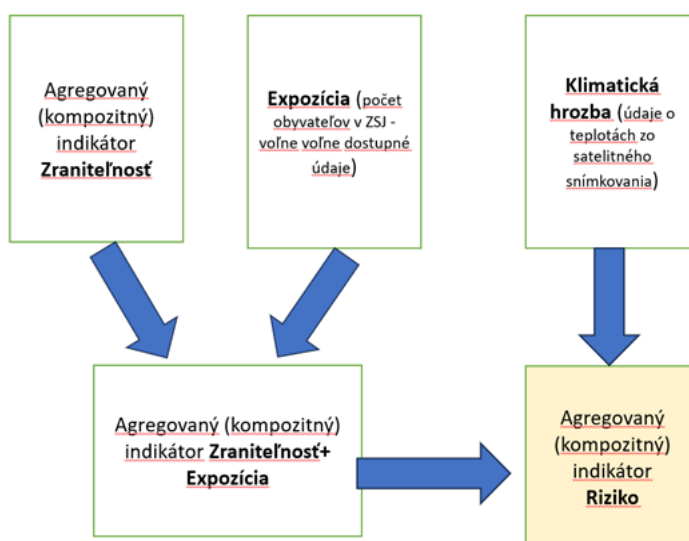 Agregovaný
(kompozitný)
indikátor
Zraniteľnosť
Expozícia (počet
obyvateľov v ZSJ -
voľne voľne dostupné
údaje)
Klimatická
hrozba (údaje o
teplotách zo
satelitného
snímkovania)
Agregovaný (kompozitný)
indikátor Zraniteľnosť+
Expozícia
Agregovaný
(kompozitný)
indikátor
Riziko